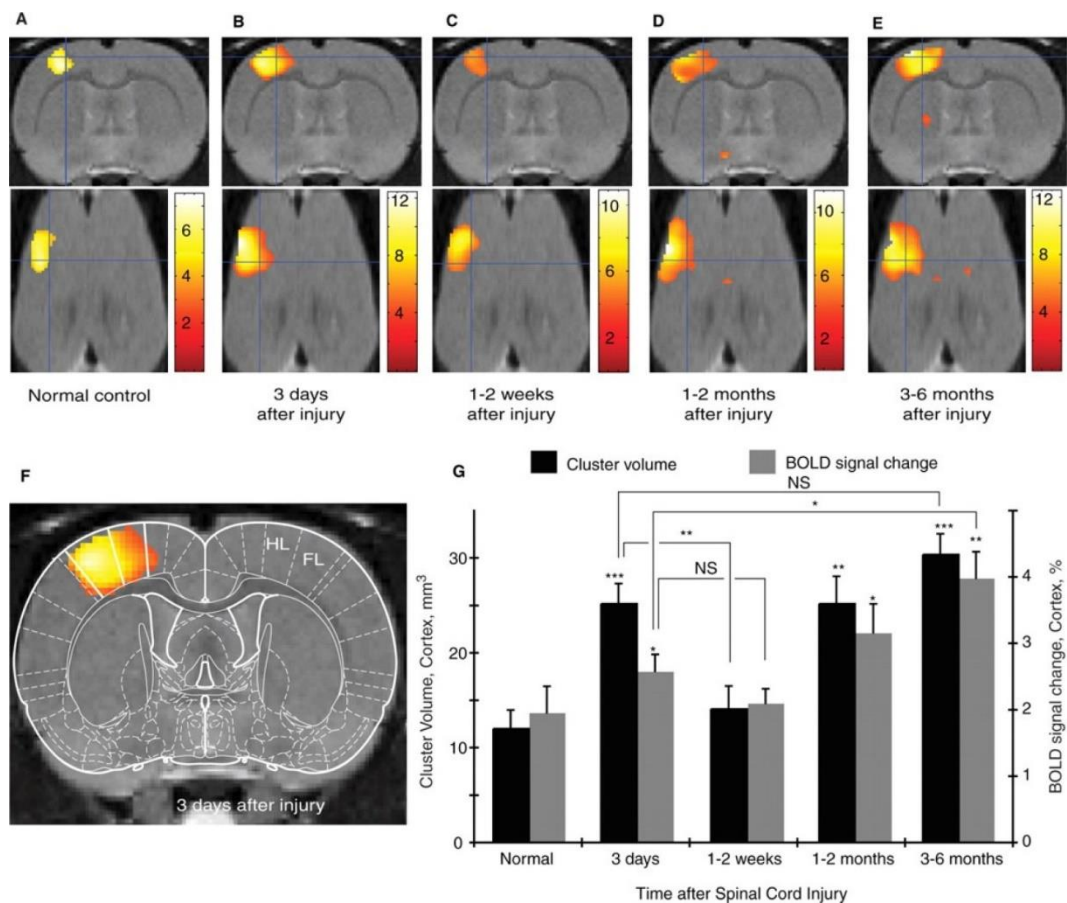 A
B
C
D
E
6
4
2
12
8
4
10
6
2
10
6
2
12
8
4
Normal control
3 days
after injury
1-2 weeks
after injury
1-2 months
after injury
3-6 months
after injury
F
HL
FL
3 days after injury
G
Cluster volume
BOLD signal change
NS
*
**
NS
***
*
**
*
***
**
Cluster Volume, Cortex, mm³
30
20
10
0
BOLD signal change, Cortex, %
4
3
2
1
0
Normal
3 days
1-2 weeks
1-2 months
3-6 months
Time after Spinal Cord Injury